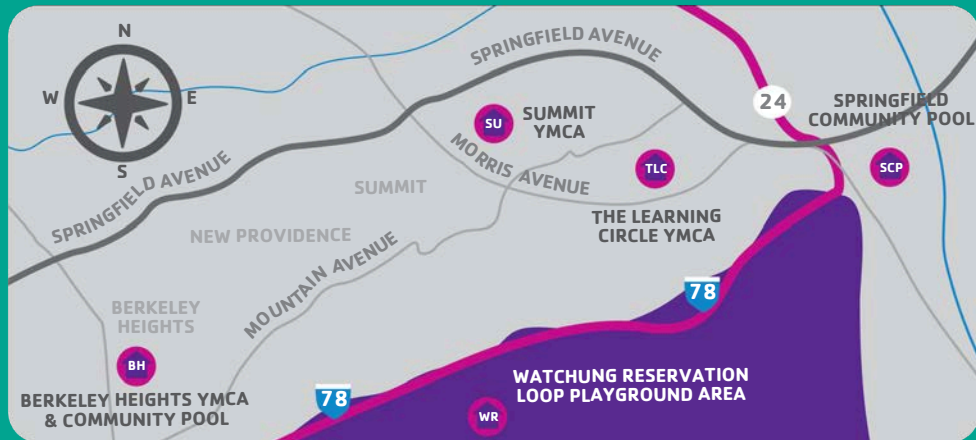 N
W
E
S
SPRINGFIELD AVENUE
24
SPRINGFIELD
COMMUNITY POOL
SU
SUMMIT
YMCA
MORRIS AVENUE
TLC
SCP
SPRINGFIELD AVENUE
SUMMIT
THE LEARNING
CIRCLE YMCA
NEW PROVIDENCE
MOUNTAIN AVENUE
78
BERKELEY
HEIGHTS
BH
BERKELEY HEIGHTS YMCA
& COMMUNITY POOL
78
WATCHUNG RESERVATION
LOOP PLAYGROUND AREA
WR